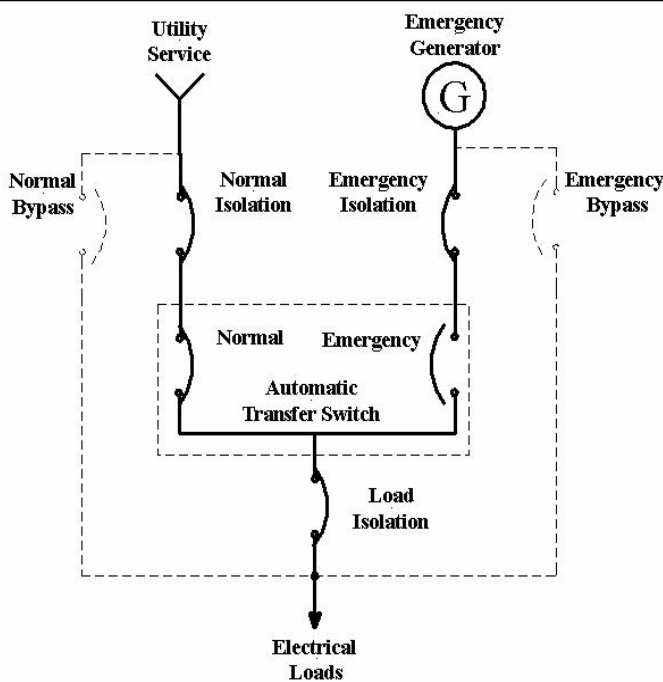 Utility
Service
Emergency
Generator
G
Normal
Bypass
Normal
Isolation
Emergency
Isolation
Emergency
Bypass
Normal
Emergency
Automatic
Transfer Switch
Load
Isolation
Electrical
Loads